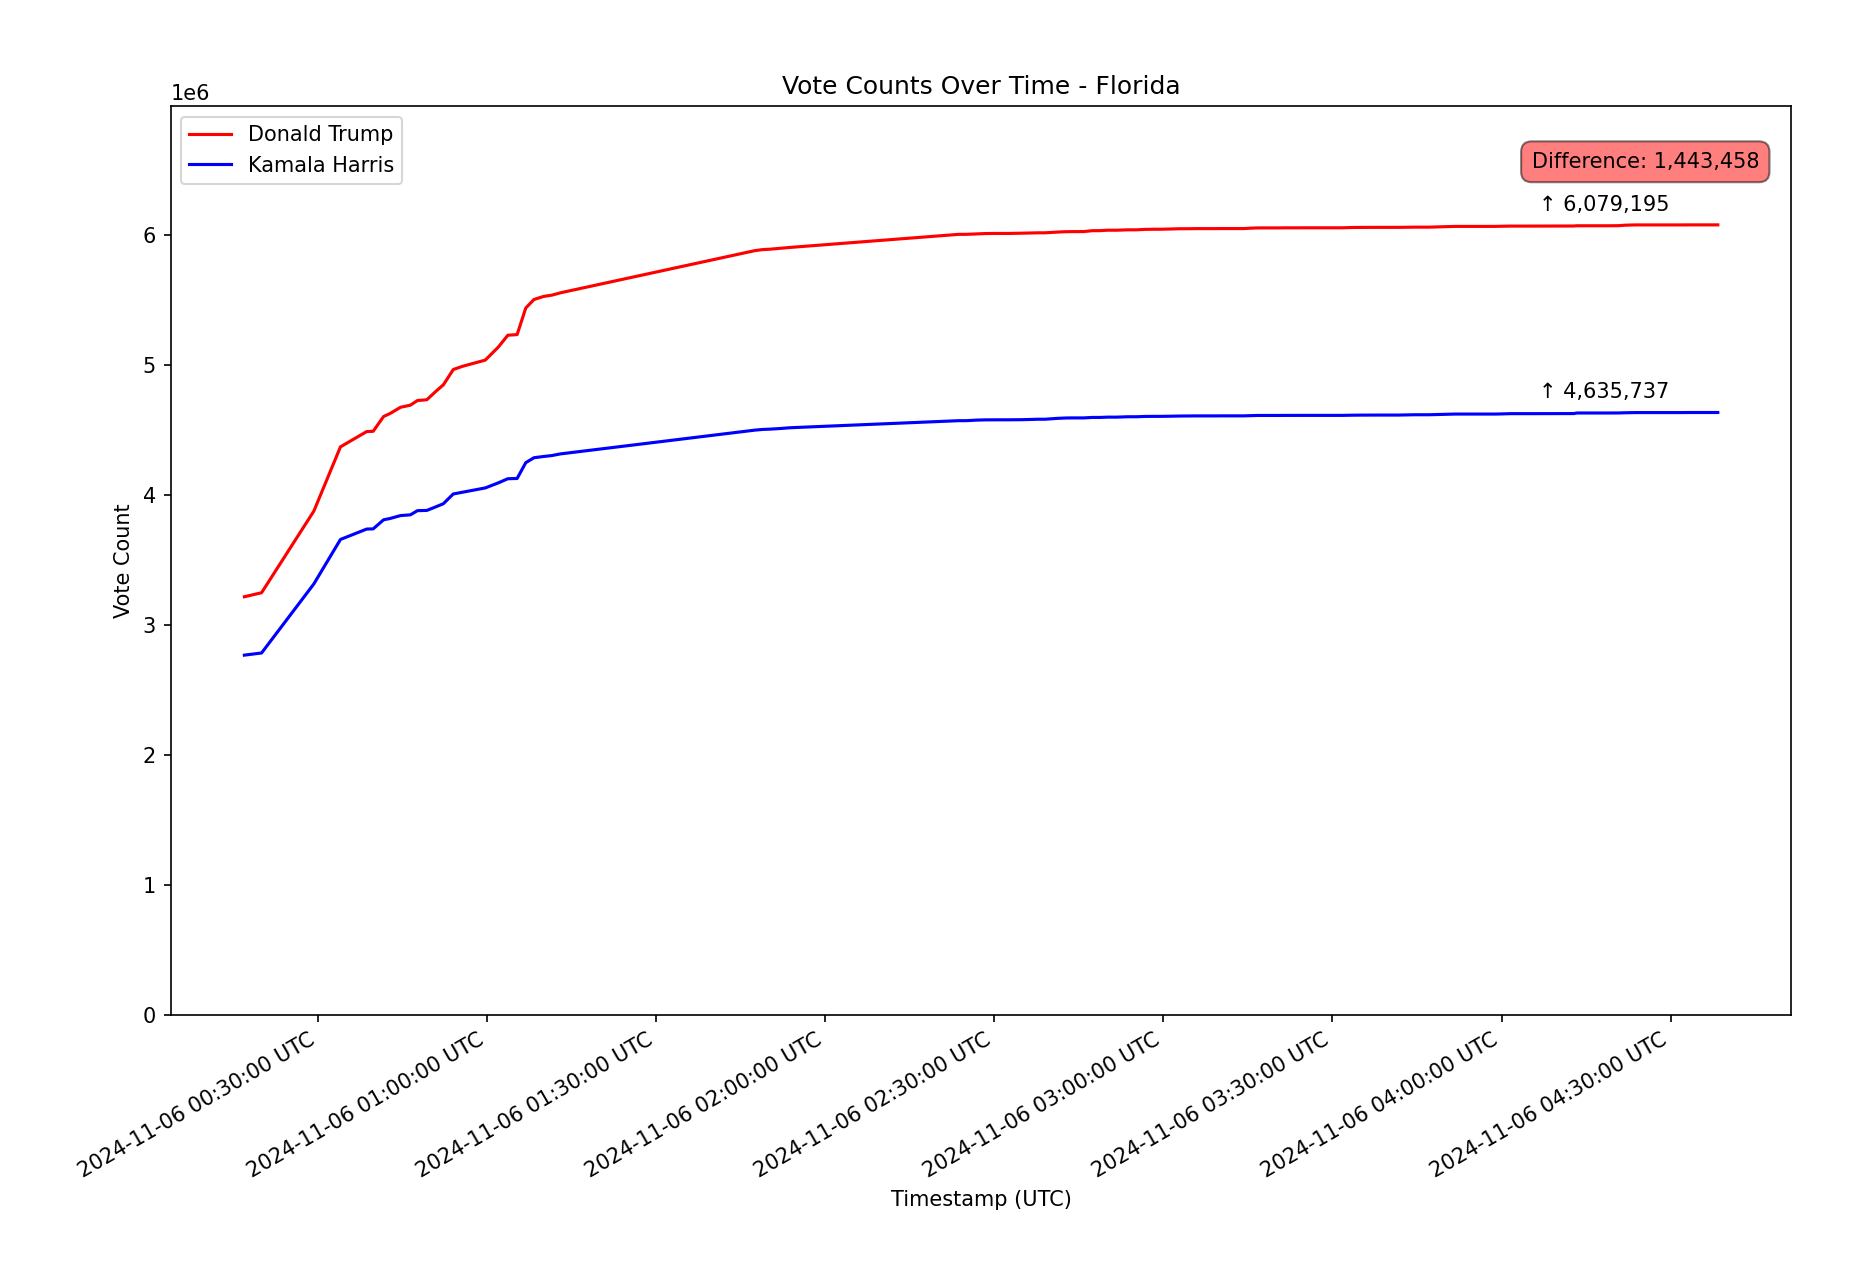 Vote Counts Over Time - Florida
1e6
Donald Trump
Kamala Harris
Difference: 1,443,458
↑ 6,079,195
↑ 4,635,737
6
5
4
3
2
1
0
Vote Count
2024-11-06 00:30:00 UTC
2024-11-06 01:00:00 UTC
2024-11-06 01:30:00 UTC
2024-11-06 02:00:00 UTC
2024-11-06 02:30:00 UTC
2024-11-06 03:00:00 UTC
2024-11-06 03:30:00 UTC
2024-11-06 04:00:00 UTC
2024-11-06 04:30:00 UTC
Timestamp (UTC)